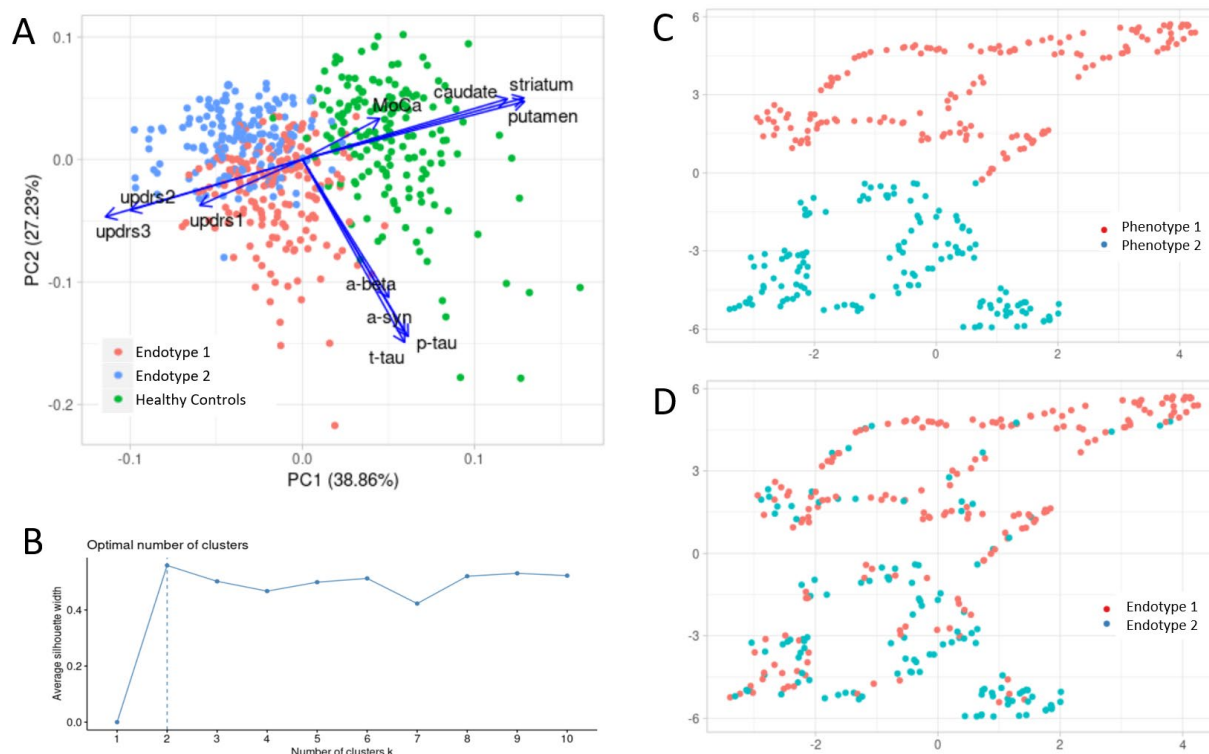 A
0.1
0.0
-0.1
-0.2
PC2 (27.23%)
caudate
striatum
MoCa
putamen
updrs2
updrs1
updrs3
a-beta
a-syn
p-tau
t-tau
Endotype 1
Endotype 2
Healthy Controls
-0.1
0.0
0.1
PC1 (38.86%)
B
Optimal number of clusters
Average silhouette width
0.4
0.2
0.0
1
2
3
4
5
6
7
8
9
10
Number of clusters k
C
6
3
0
-3
-6
Phenotype 1
Phenotype 2
-2
0
2
4
D
6
3
0
-3
-6
Endotype 1
Endotype 2
-2
0
2
4